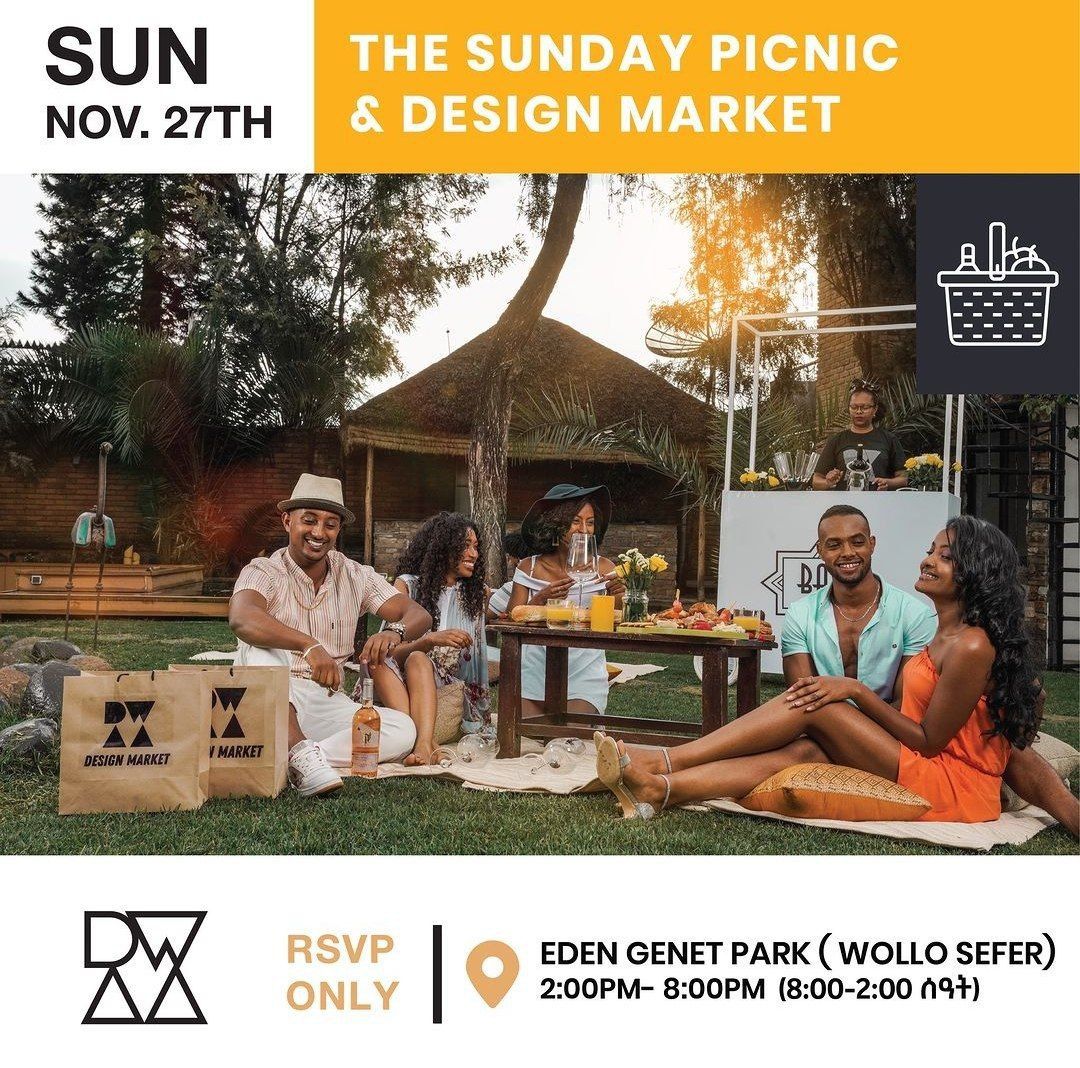 SUN
NOV. 27TH
THE SUNDAY PICNIC
& DESIGN MARKET
DESIGN MARKET
N MARKET
RSVP
ONLY
EDEN GENET PARK ( WOLLO SEFER)
2:00PM– 8:00PM (8:00-2:00 ሰዓት)